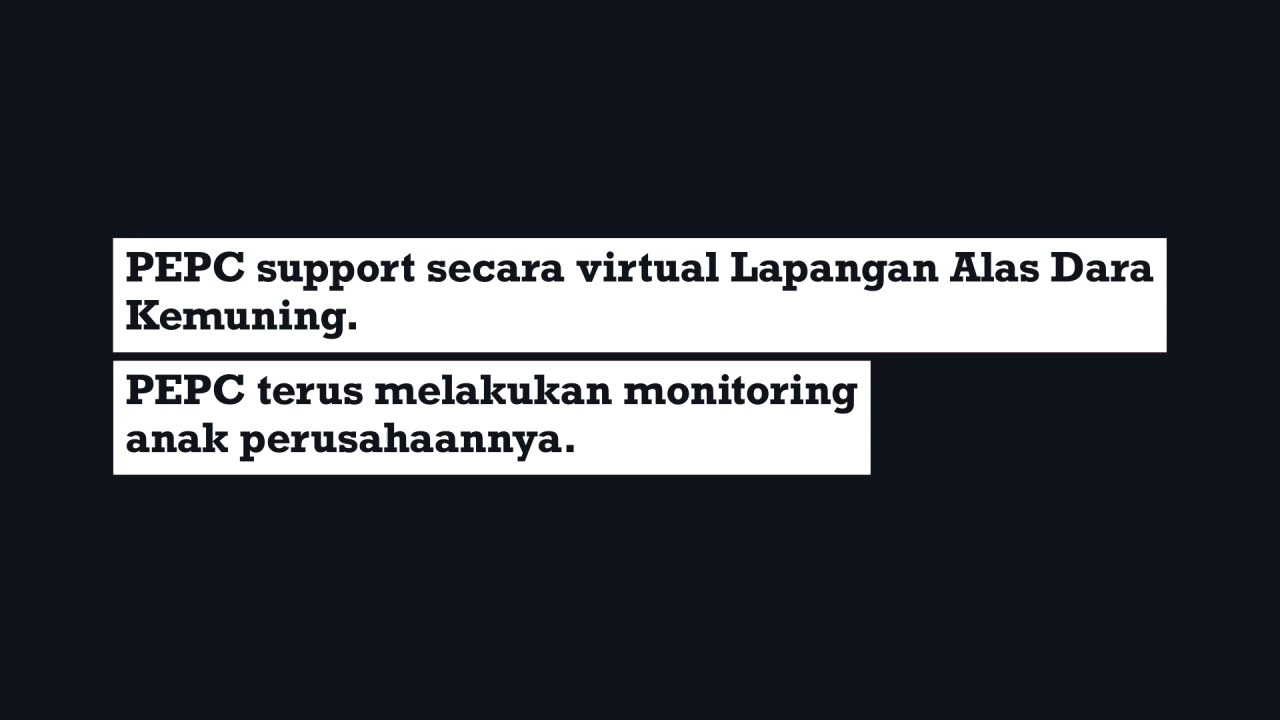 PEPC support secara virtual Lapangan Alas Dara
Kemuning.
PEPC terus melakukan monitoring
anak perusahaannya.